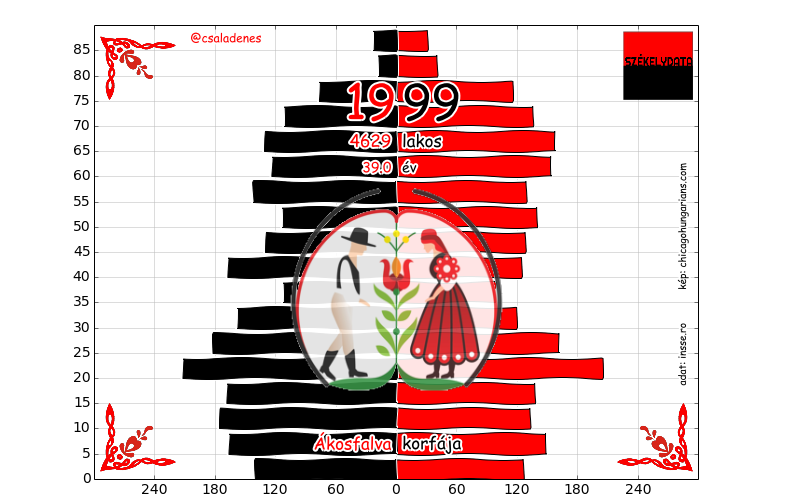 @csaladenes
SZÉKELYDATA
1999
4629 lakos
39.0 év
kép: chicagohungarians.com
adat: insse.ro
Ákosfalva korfája
85
80
75
70
65
60
55
50
45
40
35
30
25
20
15
10
5
0
240 180 120 60 0 60 120 180 240